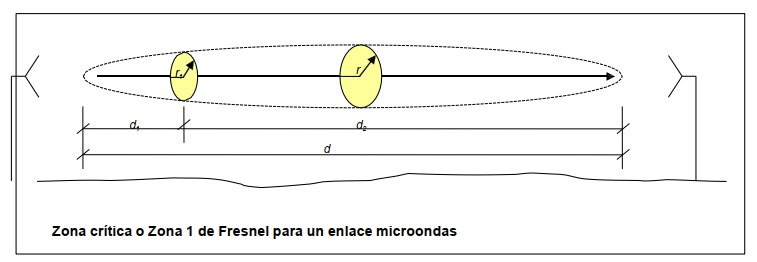 r₁
r
d₁
d₂
d
Zona crítica o Zona 1 de Fresnel para un enlace microondas